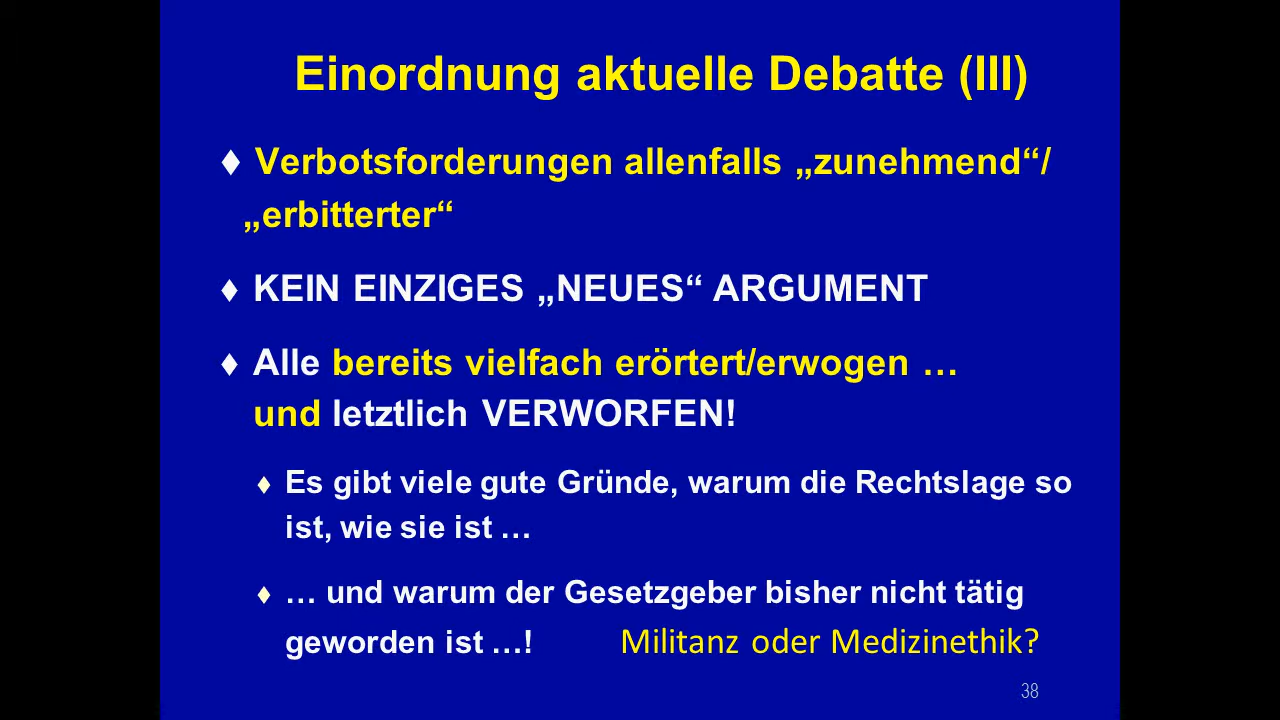 Einordnung aktuelle Debatte (III)
♦ Verbotsforderungen allenfalls „zunehmend“/
„erbitterter“
♦ KEIN EINZIGES „NEUES“ ARGUMENT
♦ Alle bereits vielfach erörtert/erwogen …
und letztlich VERWORFEN!
♦ Es gibt viele gute Gründe, warum die Rechtslage so
ist, wie sie ist …
♦ … und warum der Gesetzgeber bisher nicht tätig
geworden ist …! Militanz oder Medizinethik?
38